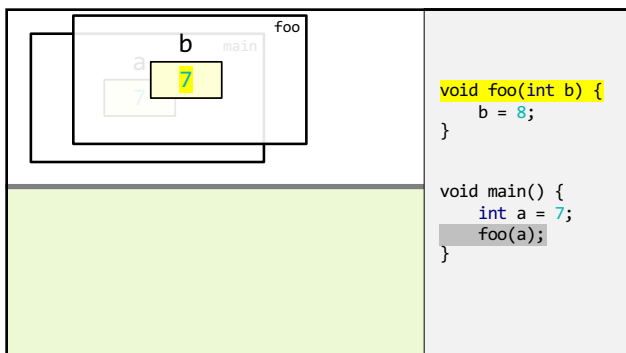 foo
b
main
a
7
7
void foo(int b) {
    b = 8;
}
void main() {
    int a = 7;
    foo(a);
}